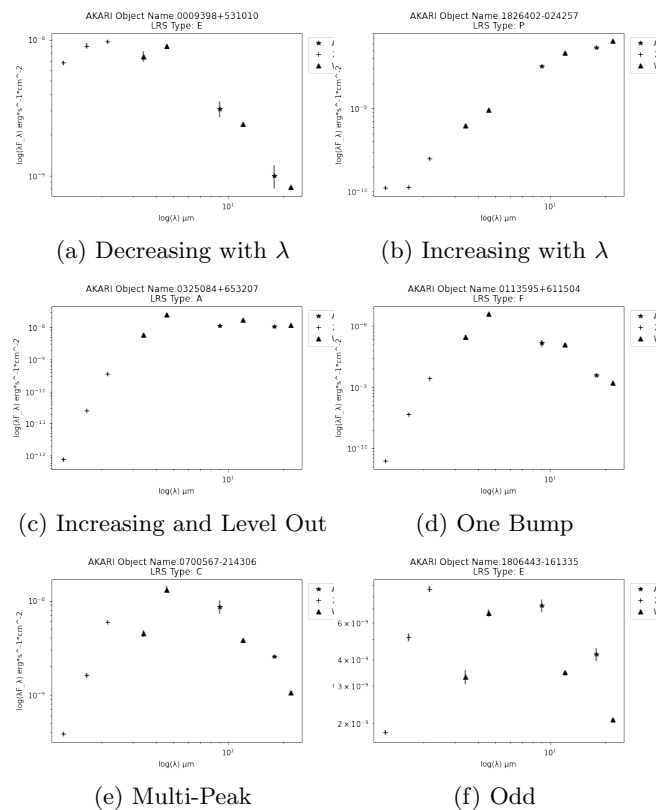 AKARI Object Name:0009398+531010
LRS Type: E
10^-8
10^-9
log(λF_λ) erg*s^-1*cm^-2
10^1
log(λ) μm
A
2
W
(a) Decreasing with λ
AKARI Object Name:1826402-024257
LRS Type: P
10^-9
10^-10
log(λF_λ) erg*s^-1*cm^-2
10^1
log(λ) μm
(b) Increasing with λ
AKARI Object Name:0325084+653207
LRS Type: A
10^-8
10^-9
10^-10
10^-11
10^-12
log(λF_λ) erg*s^-1*cm^-2
10^1
log(λ) μm
(c) Increasing and Level Out
AKARI Object Name:0113595+611504
LRS Type: F
10^-8
10^-9
10^-10
log(λF_λ) erg*s^-1*cm^-2
10^1
log(λ) μm
(d) One Bump
AKARI Object Name:0700567-214306
LRS Type: C
10^-8
10^-9
log(λF_λ) erg*s^-1*cm^-2
10^1
log(λ) μm
(e) Multi-Peak
AKARI Object Name:1806443-161335
LRS Type: E
6 × 10^-9
4 × 10^-9
3 × 10^-9
2 × 10^-9
10^1
log(λ) μm
(f) Odd